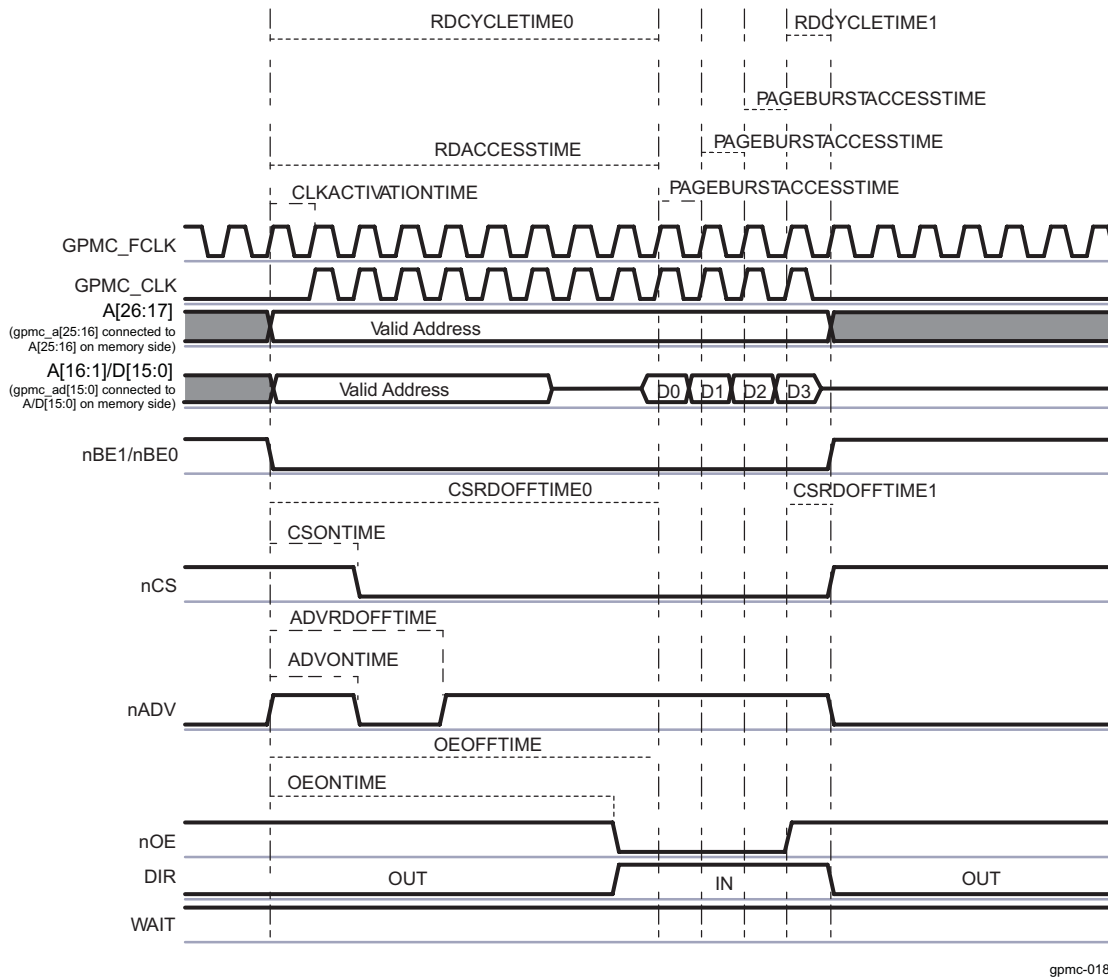 RDCYCLETIME0
RDCYCLETIME1
PAGEBURSTACCESSTIME
PAGEBURSTACCESSTIME
RDACCESSTIME
PAGEBURSTACCESSTIME
CLKACTIVATIONTIME
GPMC_FCLK
GPMC_CLK
A[26:17]
(gpmc_a[25:16] connected to
A[25:16] on memory side)
Valid Address
A[16:1]/D[15:0]
(gpmc_ad[15:0] connected to
A/D[15:0] on memory side)
Valid Address
D0 D1 D2 D3
nBE1/nBE0
CSRDOFFTIME0
CSRDOFFTIME1
CSONTIME
nCS
ADVRDOFFTIME
ADVONTIME
nADV
OEOFFTIME
OEONTIME
nOE
DIR OUT IN OUT
WAIT
gpmc-018